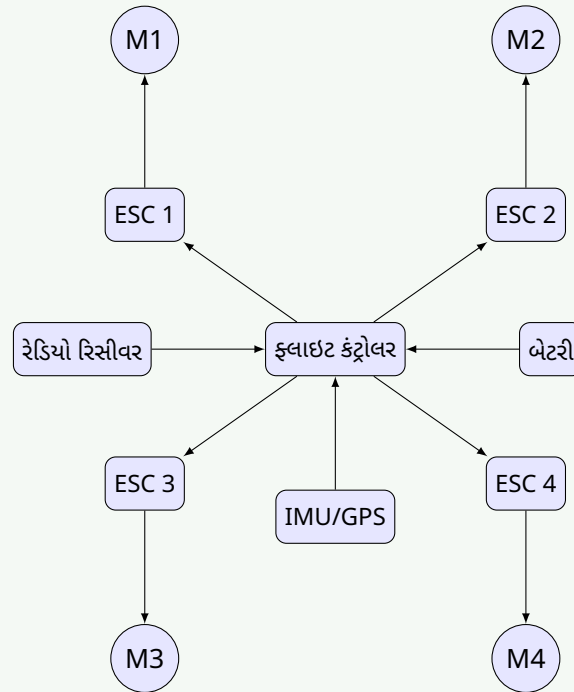 M1
M2
ESC 1
ESC 2
રેડિયો રિસીવર
ફ્લાઇટ કંટ્રોલર
બેટરી
ESC 3
ESC 4
IMU/GPS
M3
M4